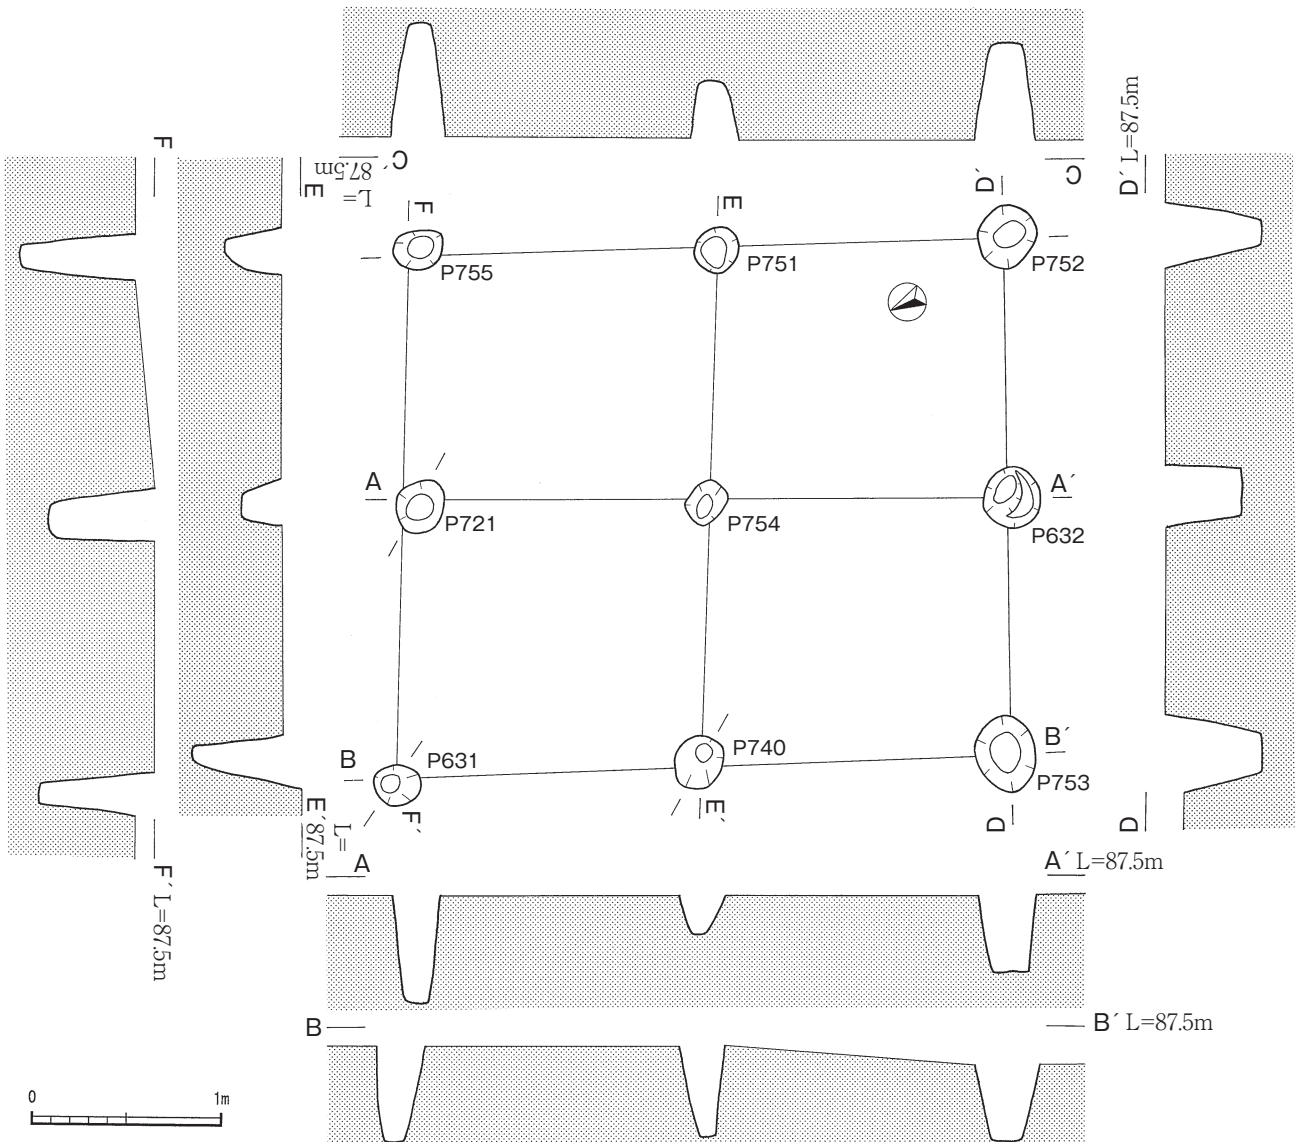 F
E
L=
87.5m
C´
C
D´ L=87.5m
F
E
D´
P755
P751
P752
A
A´
P721
P754
P632
B
P631
P740
B´
P753
F´
E´
D
D
E´ L=
87.5m
A
A´ L=87.5m
F´ L=87.5m
B
B´ L=87.5m
0
1m